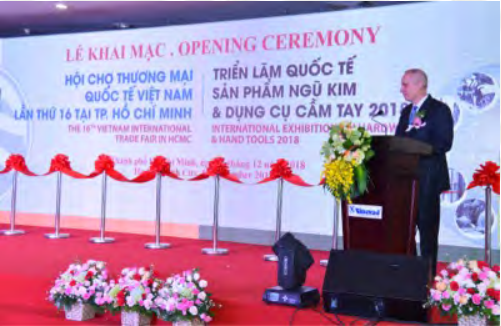 LỄ KHAI MẠC . OPENING CEREMONY
HỘI CHỢ THƯƠNG MẠI
QUỐC TẾ VIỆT NAM
LẦN THỨ 16 TẠI TP. HỒ CHÍ MINH
THE 16TH VIETNAM INTERNATIONAL
TRADE FAIR IN HCMC
TRIỂN LÃM QUỐC TẾ
SẢN PHẨM NGŨ KIM
& DỤNG CỤ CẦM TAY 2018
INTERNATIONAL EXHIBITION
& HAND TOOLS 2018
Minh,
12